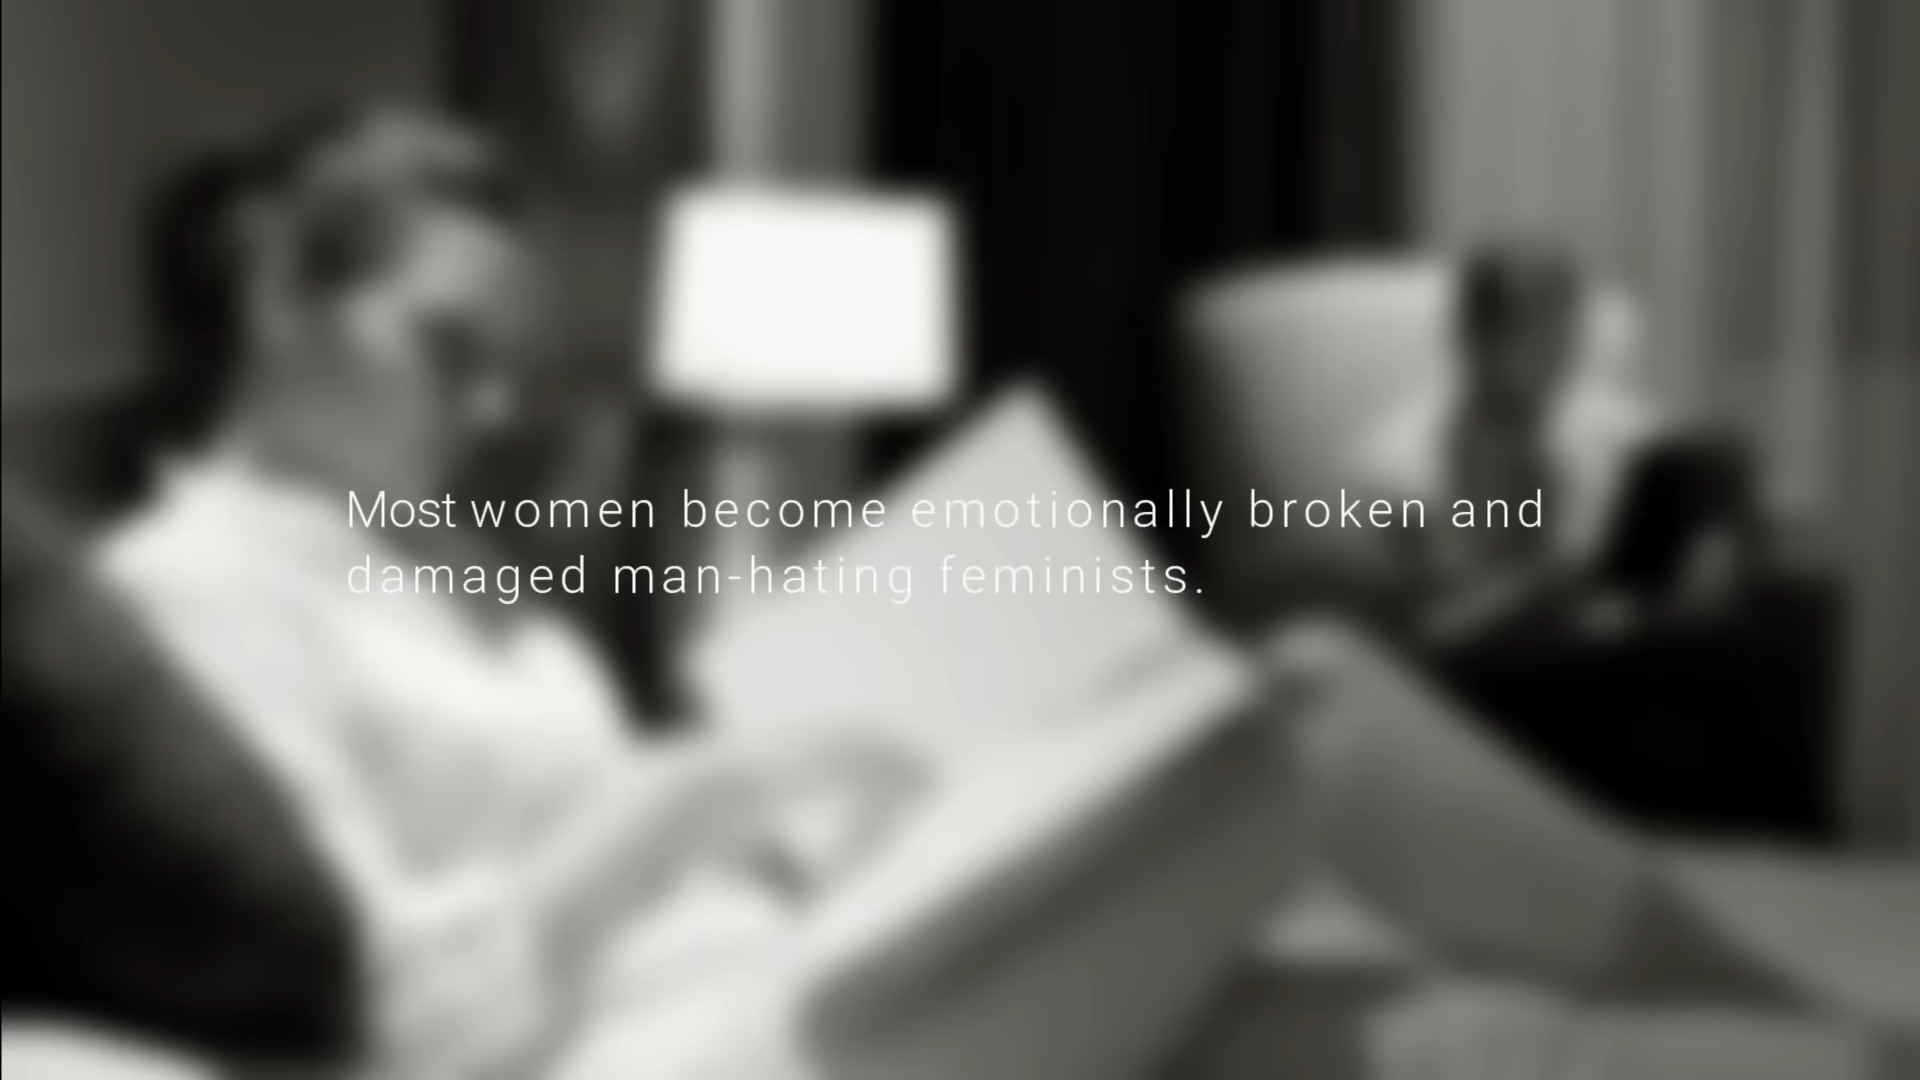 Most women become emotionally broken and
damaged man-hating feminists.